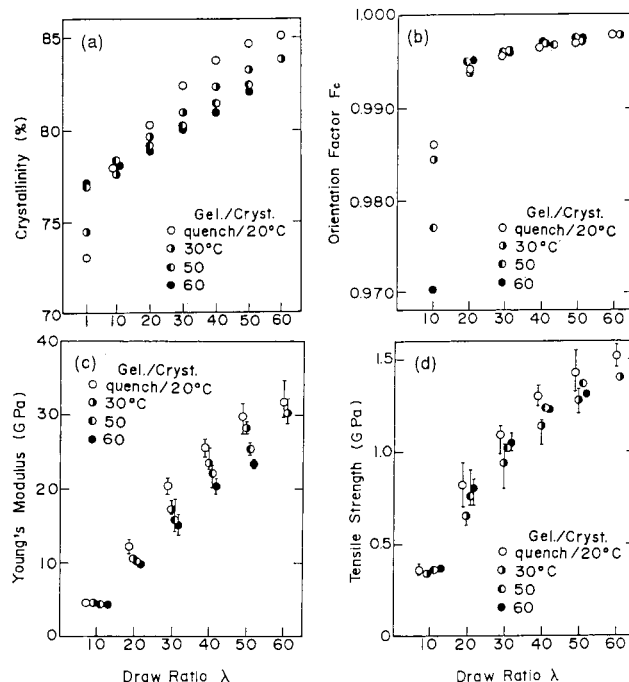 (a)
85
80
75
70
Crystallinity (%)
Gel./Cryst.
quench/20°C
30°C
50
60
1 10 20 30 40 50 60
(b)
1.000
0.990
0.980
0.970
Orientation Factor Fc
Gel./Cryst.
quench/20°C
30°C
50
60
10 20 30 40 50 60
(c)
40
30
20
10
0
Young's Modulus (GPa)
Gel./Cryst.
quench/20°C
30°C
50
60
10 20 30 40 50 60
Draw Ratio λ
(d)
1.5
1.0
0.5
0
Tensile Strength (GPa)
Gel./Cryst.
quench/20°C
30°C
50
60
10 20 30 40 50 60
Draw Ratio λ